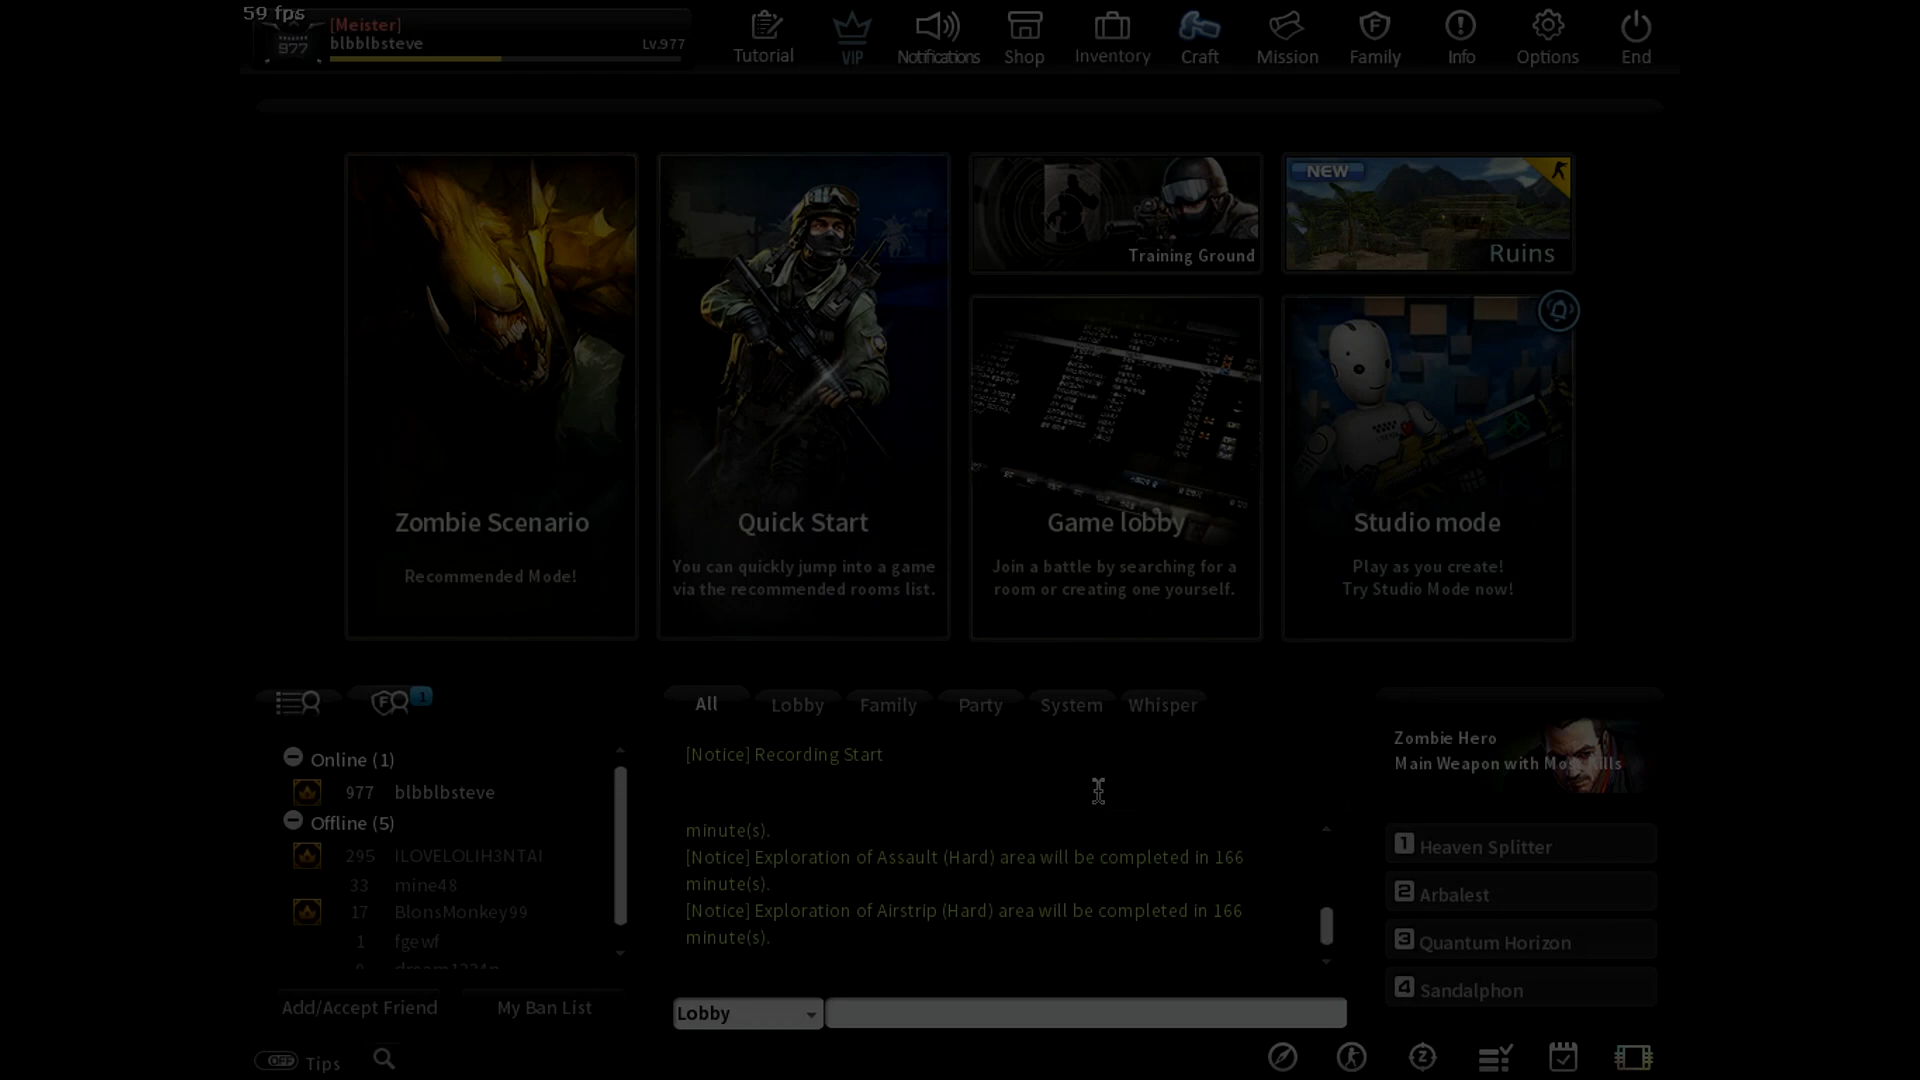 59 fps
977
[Meister]
blbblbsteve
Lv.977
Tutorial
VIP
Notifications
Shop
Inventory
Craft
Mission
Family
Info
Options
End
Zombie Scenario
Recommended Mode!
Quick Start
You can quickly jump into a game
via the recommended rooms list.
Training Ground
NEW
Ruins
Game lobby
Join a battle by searching for a
room or creating one yourself.
Studio mode
Play as you create!
Try Studio Mode now!
1
Online (1)
977 blbblbsteve
Offline (5)
295 ILOVELOLIH3NTAI
33 mine48
17 BlonsMonkey99
1 fgewf
Add/Accept Friend
My Ban List
OFF Tips
All
Lobby
Family
Party
System
Whisper
[Notice] Recording Start
minute(s).
[Notice] Exploration of Assault (Hard) area will be completed in 166
minute(s).
[Notice] Exploration of Airstrip (Hard) area will be completed in 166
minute(s).
Lobby
Zombie Hero
Main Weapon with Most Kills
1 Heaven Splitter
2 Arbalest
3 Quantum Horizon
4 Sandalphon